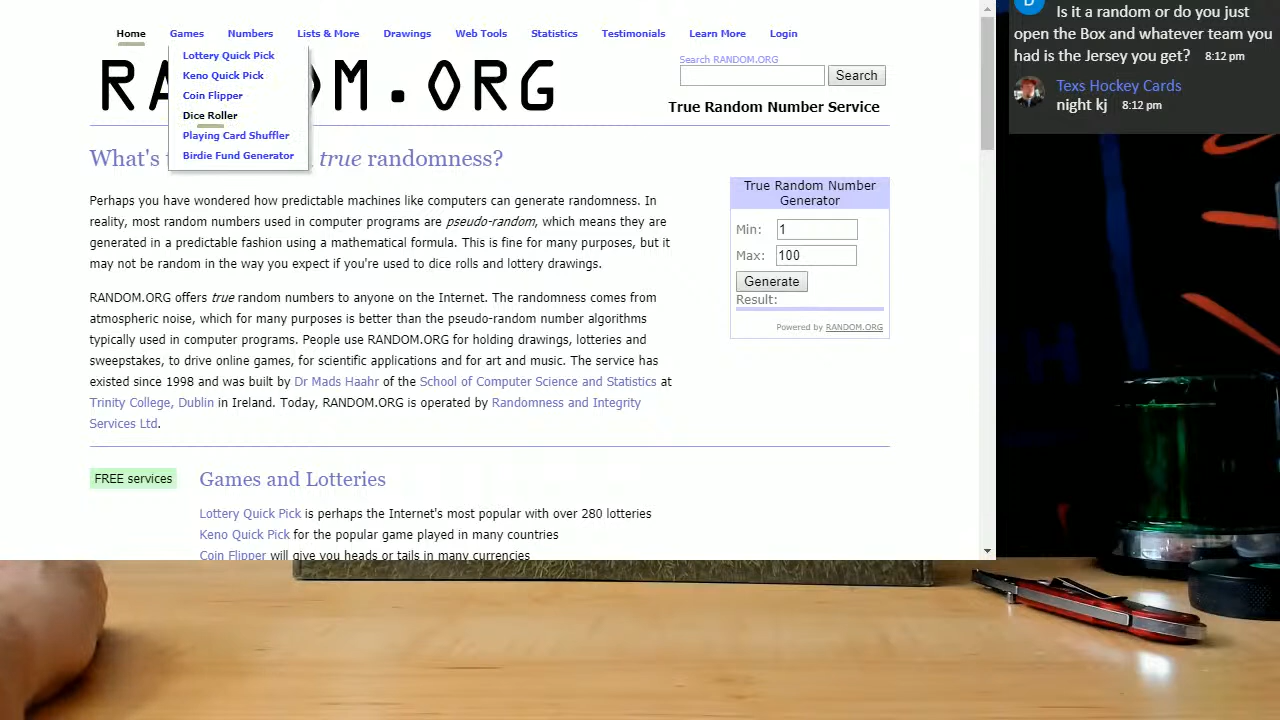 Home Games Numbers Lists & More Drawings Web Tools Statistics Testimonials Learn More Login
Lottery Quick Pick
Keno Quick Pick
Coin Flipper
Dice Roller
Playing Card Shuffler
Birdie Fund Generator
Search RANDOM.ORG
Search
True Random Number Service
What's true randomness?
Perhaps you have wondered how predictable machines like computers can generate randomness. In
reality, most random numbers used in computer programs are pseudo-random, which means they are
generated in a predictable fashion using a mathematical formula. This is fine for many purposes, but it
may not be random in the way you expect if you're used to dice rolls and lottery drawings.
RANDOM.ORG offers true random numbers to anyone on the Internet. The randomness comes from
atmospheric noise, which for many purposes is better than the pseudo-random number algorithms
typically used in computer programs. People use RANDOM.ORG for holding drawings, lotteries and
sweepstakes, to drive online games, for scientific applications and for art and music. The service has
existed since 1998 and was built by Dr Mads Haahr of the School of Computer Science and Statistics at
Trinity College, Dublin in Ireland. Today, RANDOM.ORG is operated by Randomness and Integrity
Services Ltd.
True Random Number
Generator
Min: 1
Max: 100
Generate
Result:
Powered by RANDOM.ORG
FREE services
Games and Lotteries
Lottery Quick Pick is perhaps the Internet's most popular with over 280 lotteries
Keno Quick Pick for the popular game played in many countries
Coin Flipper will give you heads or tails in many currencies
Is it a random or do you just
open the Box and whatever team you
had is the Jersey you get? 8:12 pm
Texs Hockey Cards
night kj 8:12 pm